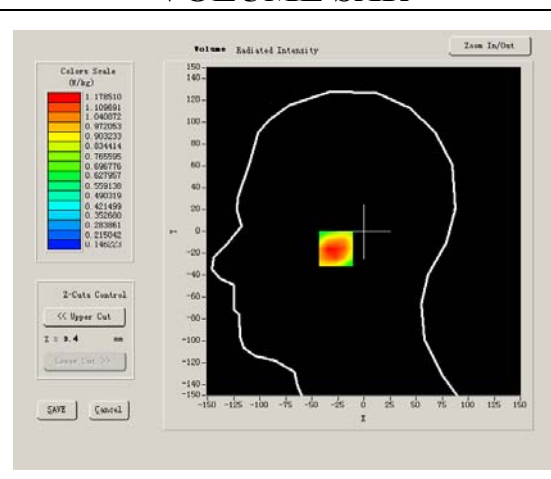 VOLUME SAR
Volume Radiated Intensity
Zoom In/Out
Colors Scale
(W/kg)
1.178510
1.109691
1.040872
0.972053
0.903233
0.834414
0.765595
0.696776
0.627957
0.559138
0.490319
0.421499
0.352680
0.283861
0.215042
0.146223
Z-Cuts Control
<< Upper Cut
Z = 3.4 mm
Lower Cut >>
SAVE Cancel
150
140
120
100
80
60
40
20
0
-20
-40
-60
-80
-100
-120
-140
-150
Y
-150 -125 -100 -75 -50 -25 0 25 50 75 100 125 150
X